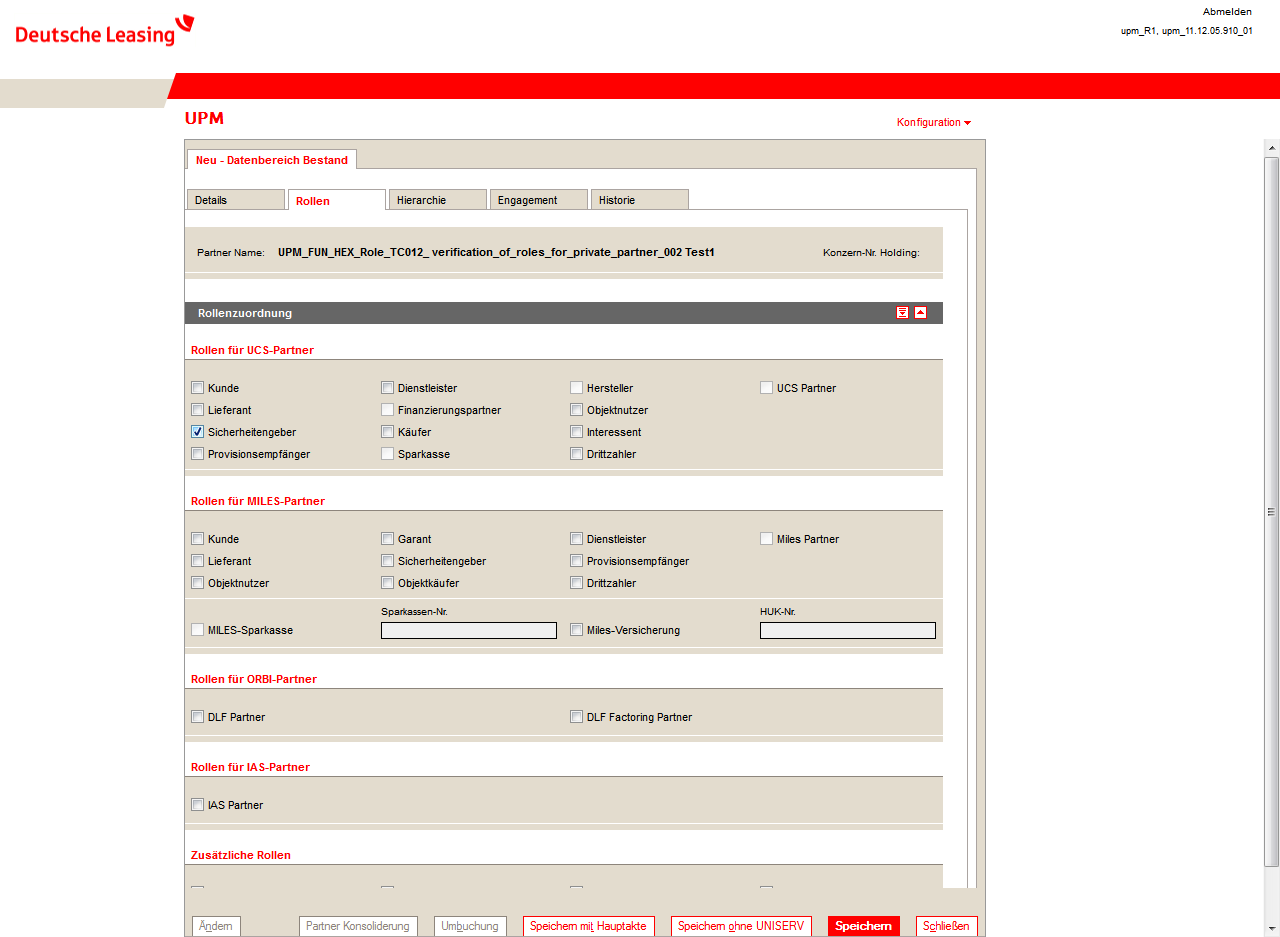 Deutsche Leasing
Abmelden
upm_R1, upm_11.12.05.910_01
UPM
Konfiguration
Neu - Datenbereich Bestand
Details Rollen Hierarchie Engagement Historie
Partner Name: UPM_FUN_HEX_Role_TC012_ verification_of_roles_for_private_partner_002 Test1 Konzern-Nr. Holding:
Rollenzuordnung
Rollen für UCS-Partner
Kunde Dienstleister Hersteller UCS Partner
Lieferant Finanzierungspartner Objektnutzer
Sicherheitengeber Käufer Interessent
Provisionsempfänger Sparkasse Drittzahler
Rollen für MILES-Partner
Kunde Garant Dienstleister Miles Partner
Lieferant Sicherheitengeber Provisionsempfänger
Objektnutzer Objektkäufer Drittzahler
Sparkassen-Nr. HUK-Nr.
MILES-Sparkasse Miles-Versicherung
Rollen für ORBI-Partner
DLF Partner DLF Factoring Partner
Rollen für IAS-Partner
IAS Partner
Zusätzliche Rollen
Ändern Partner Konsolidierung Umbuchung Speichern mit Hauptakte Speichern ohne UNISERV Speichern Schließen